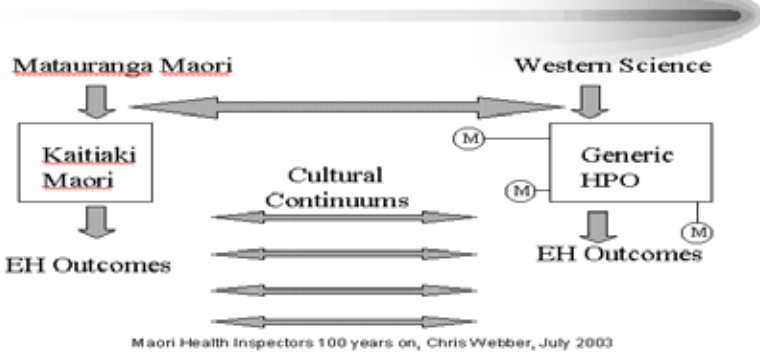 Matauranga Maori
Western Science
Kaitiaki
Maori
Generic
HPO
M
M
M
Cultural
Continuums
EH Outcomes
EH Outcomes
Maori Health Inspectors 100 years on, Chris Webber, July 2003